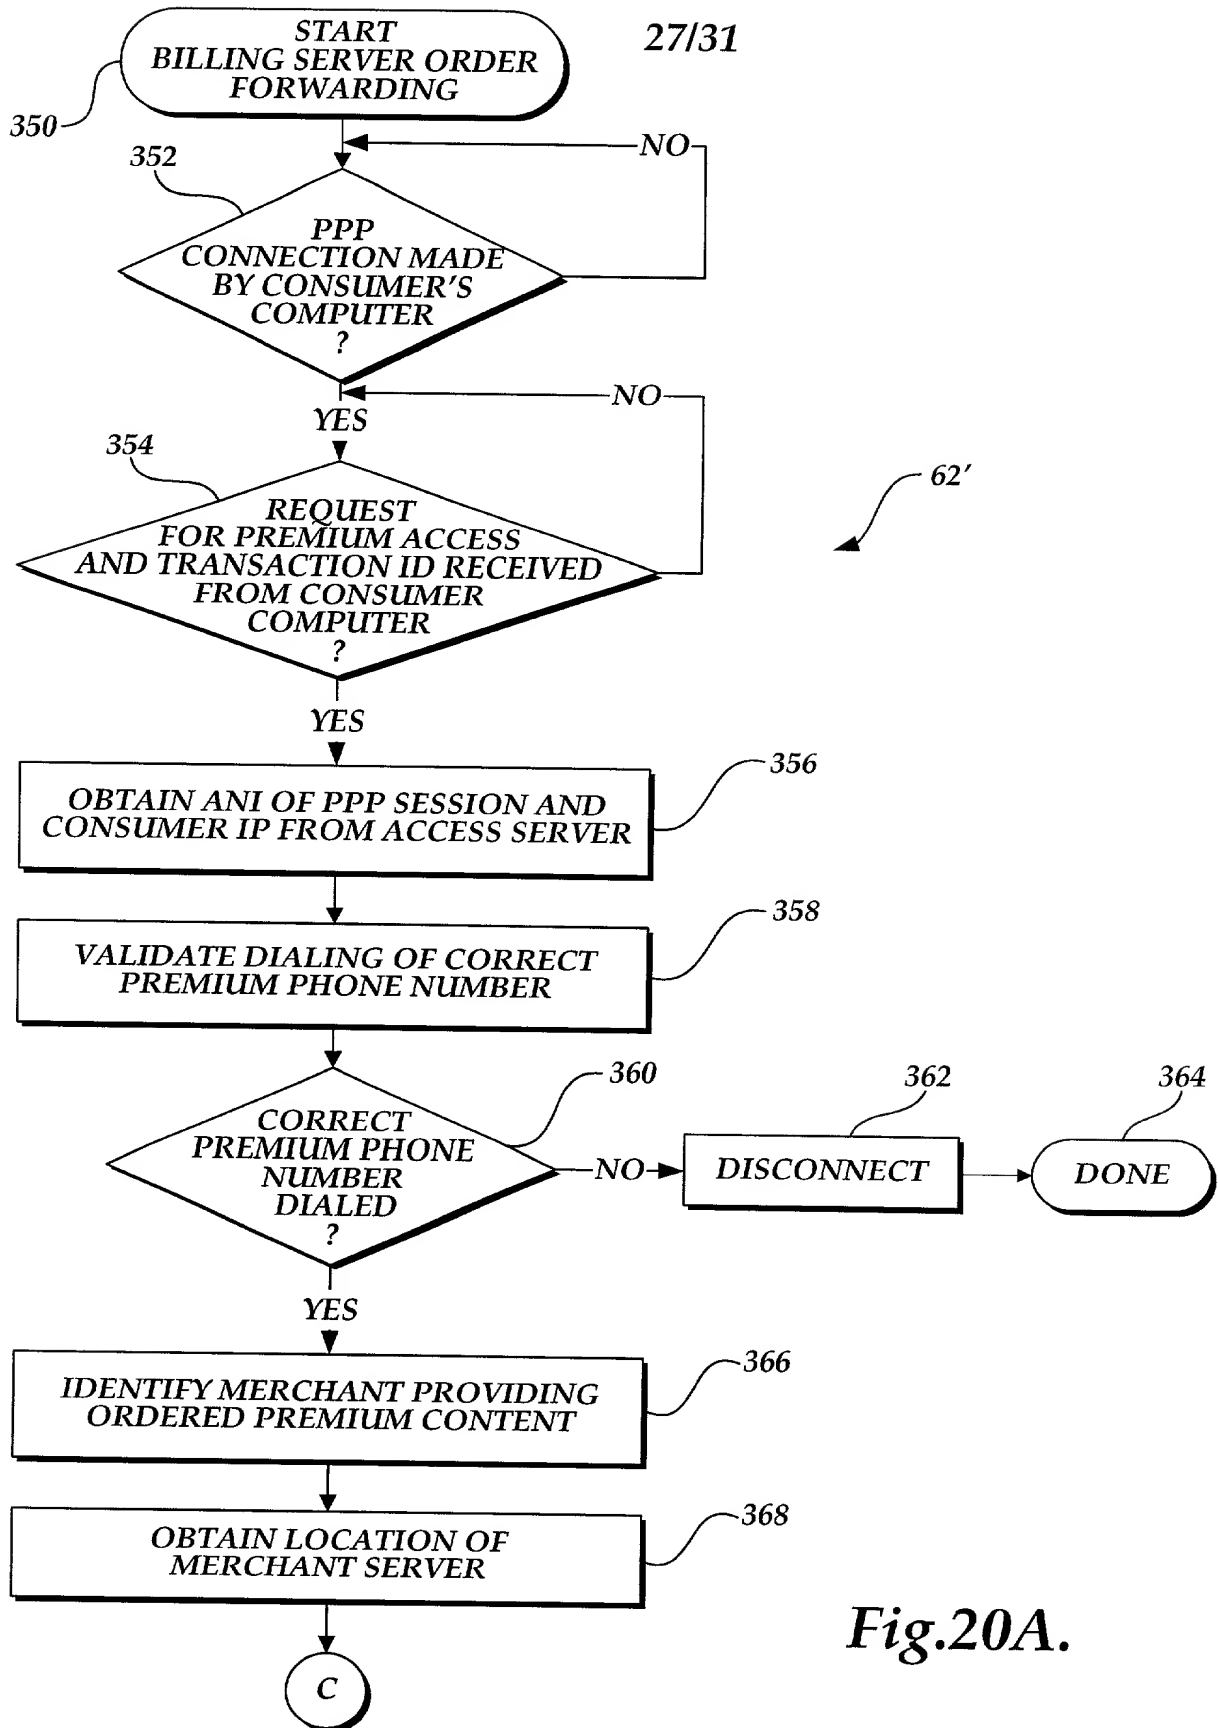 START
BILLING SERVER ORDER
FORWARDING
27/31
350
NO
352
PPP
CONNECTION MADE
BY CONSUMER'S
COMPUTER
?
NO
YES
354
62'
REQUEST
FOR PREMIUM ACCESS
AND TRANSACTION ID RECEIVED
FROM CONSUMER
COMPUTER
?
YES
356
OBTAIN ANI OF PPP SESSION AND
CONSUMER IP FROM ACCESS SERVER
358
VALIDATE DIALING OF CORRECT
PREMIUM PHONE NUMBER
360
362
364
CORRECT
PREMIUM PHONE
NUMBER
DIALED
?
NO
DISCONNECT
DONE
YES
366
IDENTIFY MERCHANT PROVIDING
ORDERED PREMIUM CONTENT
368
OBTAIN LOCATION OF
MERCHANT SERVER
Fig.20A.
C